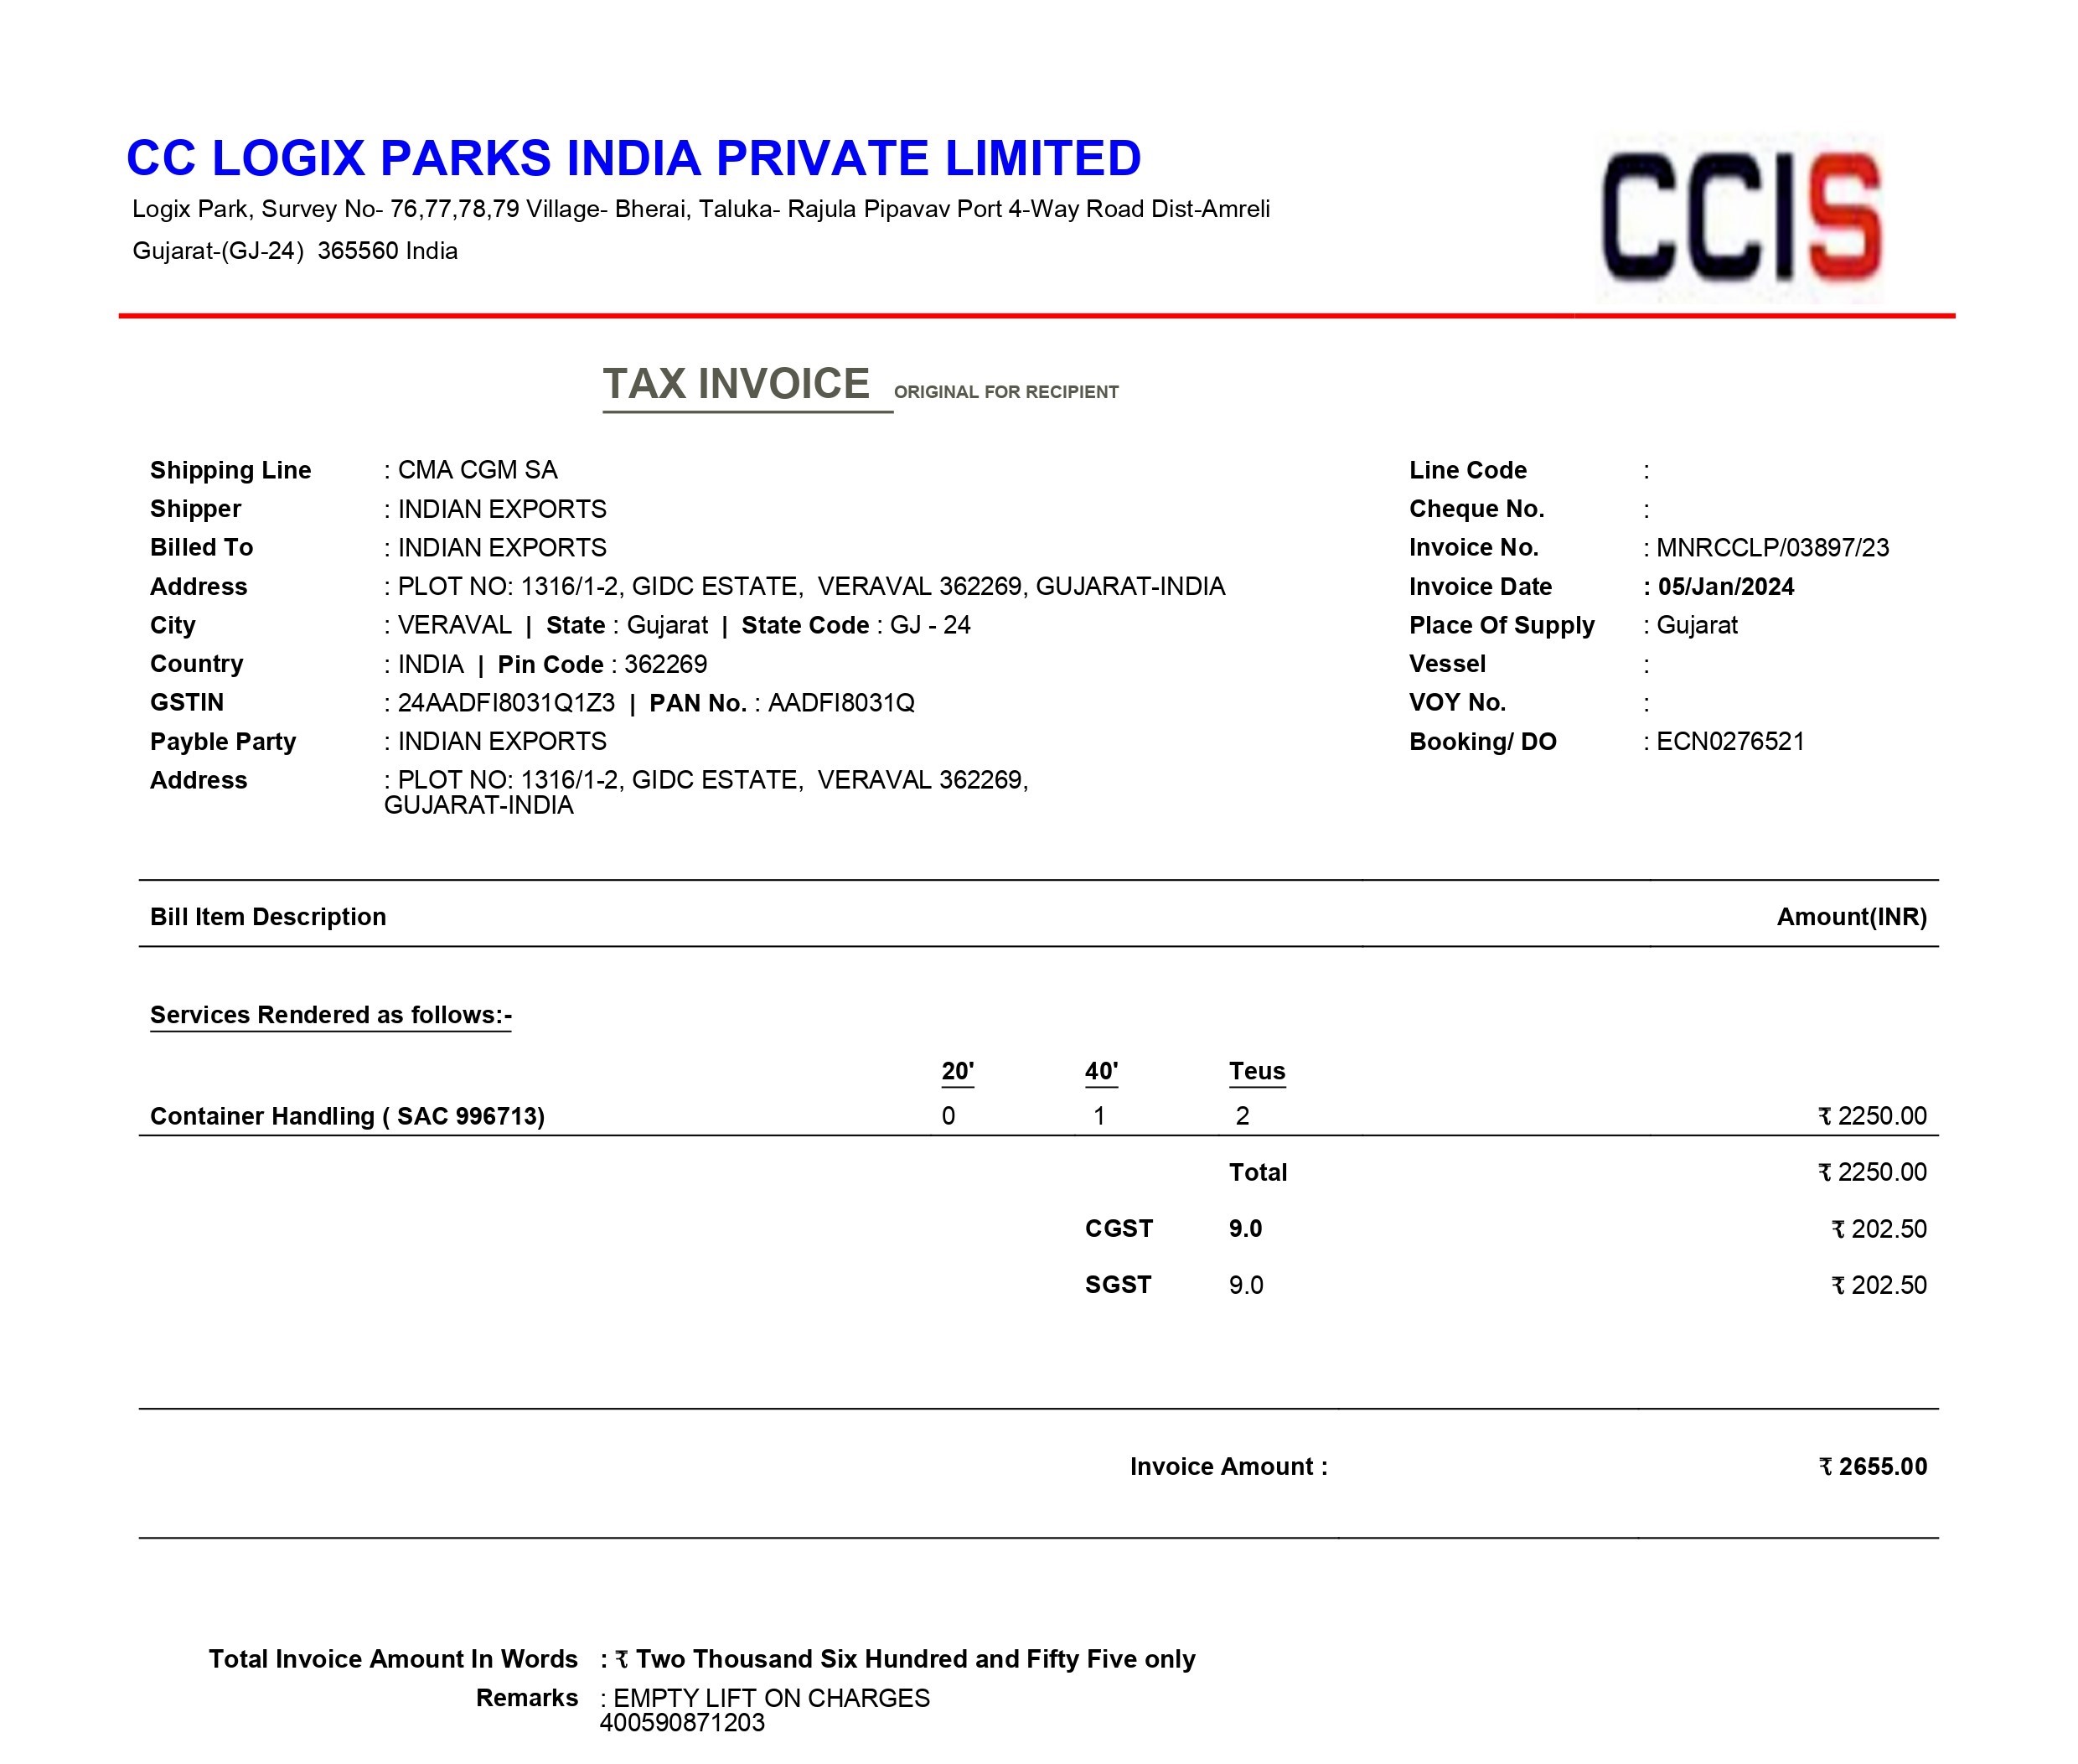 CC LOGIX PARKS INDIA PRIVATE LIMITED
Logix Park, Survey No- 76,77,78,79 Village- Bherai, Taluka- Rajula Pipavav Port 4-Way Road Dist-Amreli
Gujarat-(GJ-24) 365560 India
CCIS
TAX INVOICE ORIGINAL FOR RECIPIENT
Shipping Line : CMA CGM SA Line Code :
Shipper : INDIAN EXPORTS Cheque No. :
Billed To : INDIAN EXPORTS Invoice No. : MNRCCLP/03897/23
Address : PLOT NO: 1316/1-2, GIDC ESTATE, VERAVAL 362269, GUJARAT-INDIA Invoice Date : 05/Jan/2024
City : VERAVAL | State : Gujarat | State Code : GJ - 24 Place Of Supply : Gujarat
Country : INDIA | Pin Code : 362269 Vessel :
GSTIN : 24AADFI8031Q1Z3 | PAN No. : AADFI8031Q VOY No. :
Payble Party : INDIAN EXPORTS Booking/ DO : ECN0276521
Address : PLOT NO: 1316/1-2, GIDC ESTATE, VERAVAL 362269,
GUJARAT-INDIA
Bill Item Description Amount(INR)
Services Rendered as follows:-
20' 40' Teus
Container Handling ( SAC 996713) 0 1 2 ₹ 2250.00
Total ₹ 2250.00
CGST 9.0 ₹ 202.50
SGST 9.0 ₹ 202.50
Invoice Amount : ₹ 2655.00
Total Invoice Amount In Words : ₹ Two Thousand Six Hundred and Fifty Five only
Remarks : EMPTY LIFT ON CHARGES
400590871203